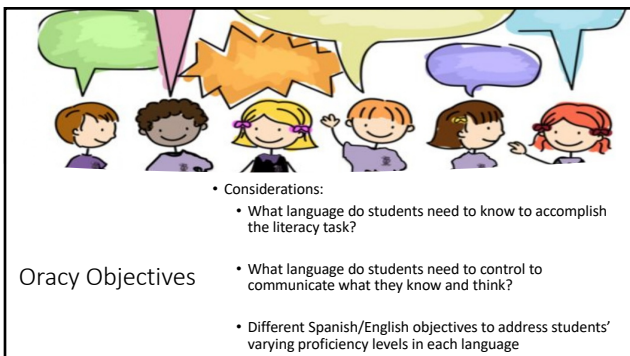 Oracy Objectives
• Considerations:
• What language do students need to know to accomplish
the literacy task?
• What language do students need to control to
communicate what they know and think?
• Different Spanish/English objectives to address students’
varying proficiency levels in each language